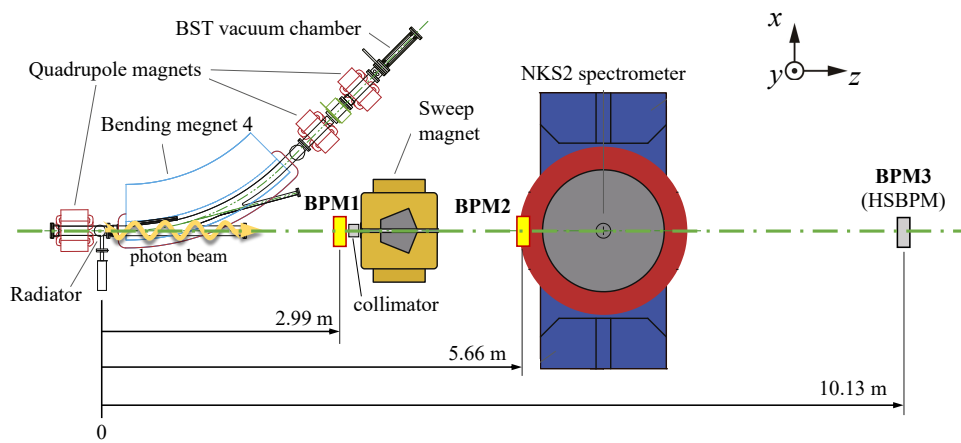 BST vacuum chamber
Quadrupole magnets
Bending megnet 4
Sweep
magnet
NKS2 spectrometer
x
y
z
BPM1
BPM2
BPM3
(HSBPM)
photon beam
Radiator
collimator
2.99 m
5.66 m
10.13 m
0